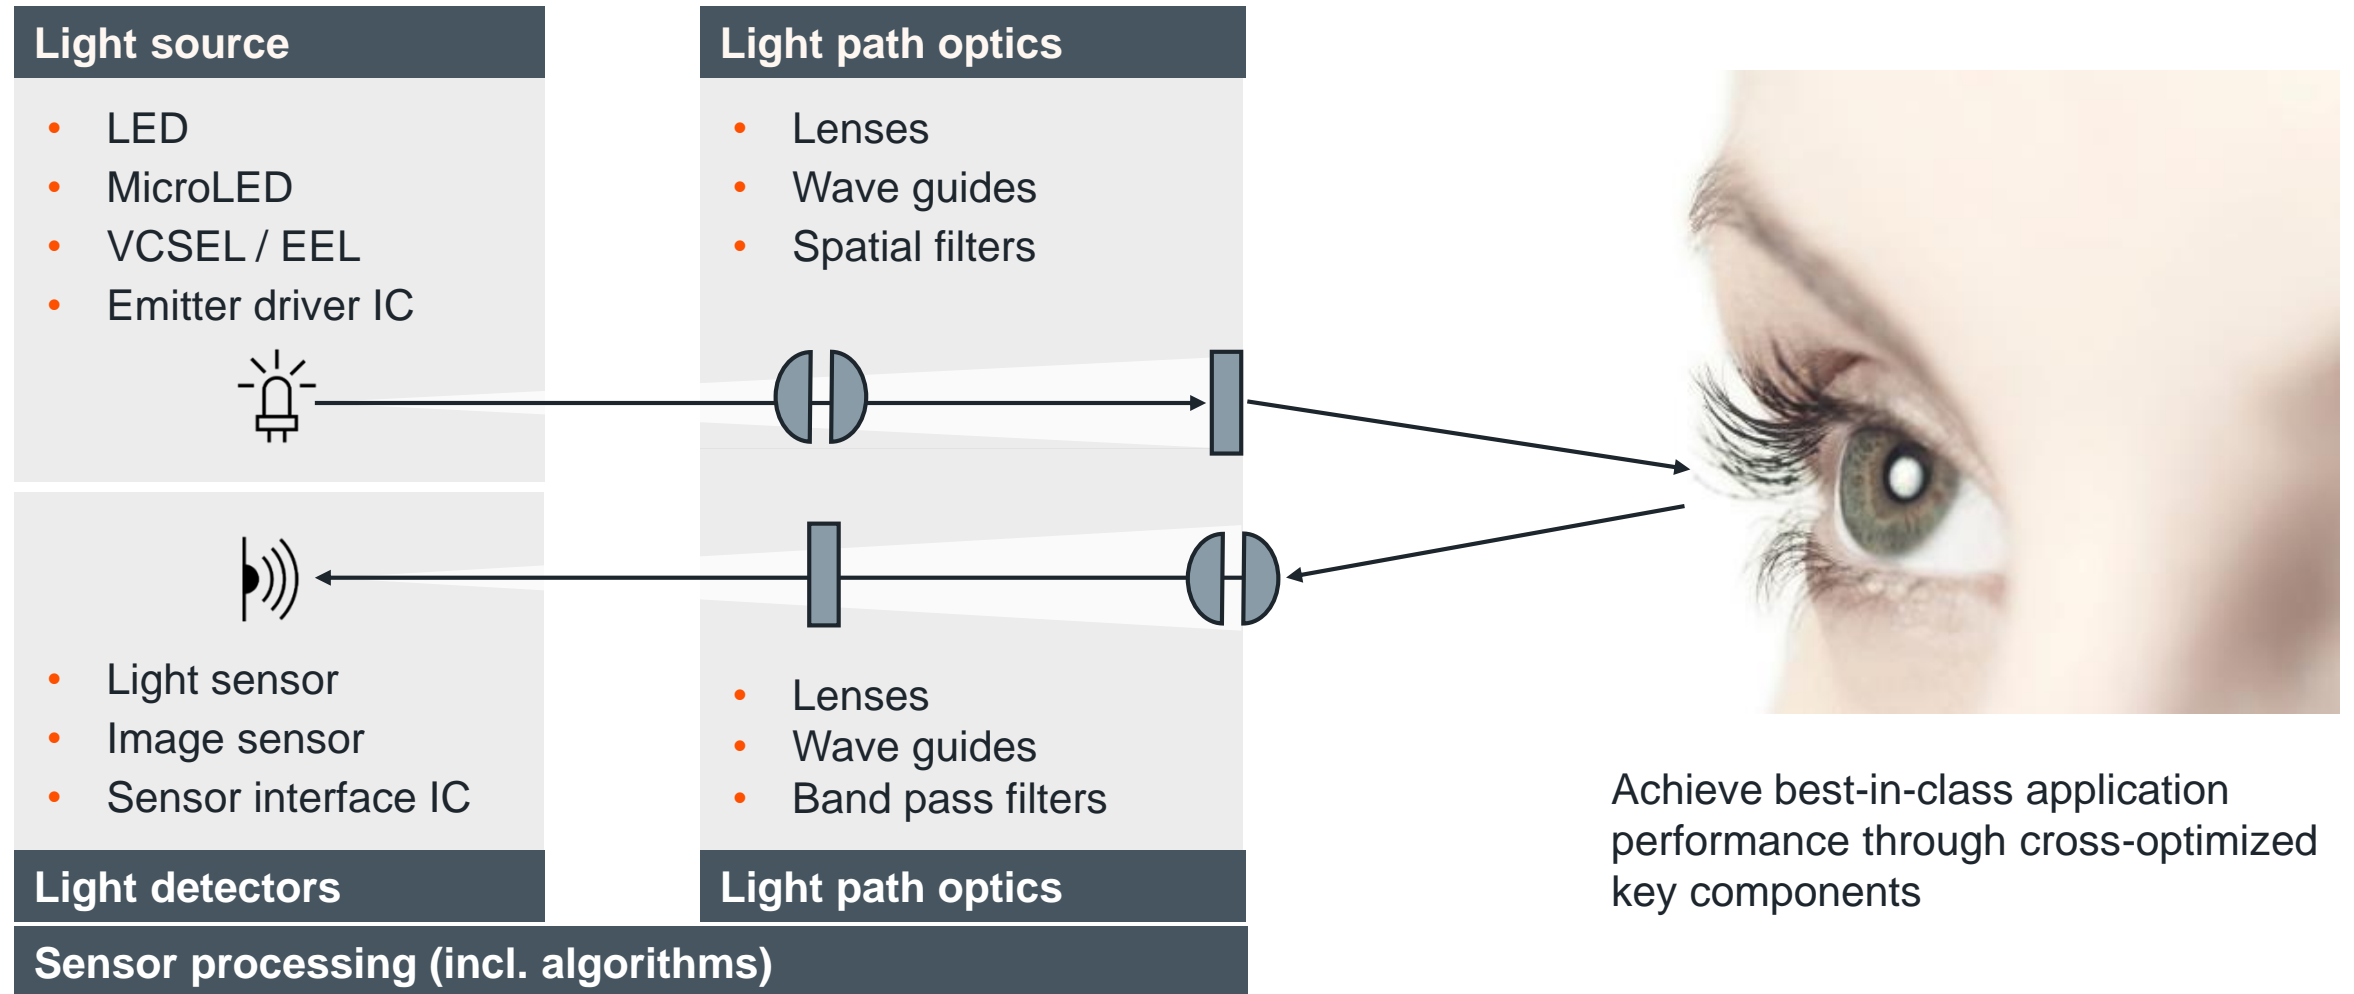 Light source
• LED
• MicroLED
• VCSEL / EEL
• Emitter driver IC
Light path optics
• Lenses
• Wave guides
• Spatial filters
• Light sensor
• Image sensor
• Sensor interface IC
Light detectors
• Lenses
• Wave guides
• Band pass filters
Light path optics
Sensor processing (incl. algorithms)
Achieve best-in-class application
performance through cross-optimized
key components